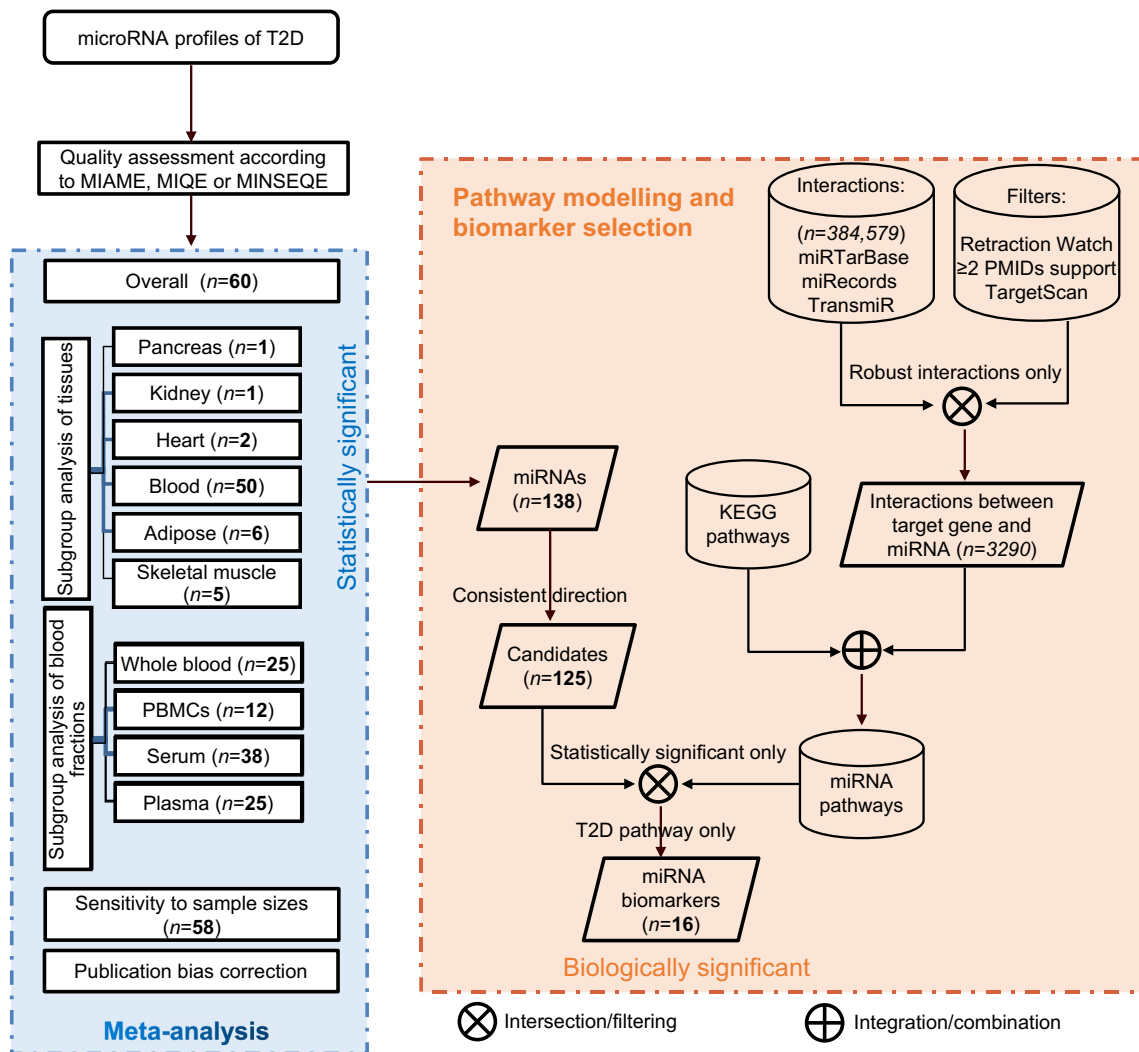 microRNA profiles of T2D
Quality assessment according
to MIAME, MIQE or MINSEQE
Overall (n=60)
Subgroup analysis of tissues
Pancreas (n=1)
Kidney (n=1)
Heart (n=2)
Blood (n=50)
Adipose (n=6)
Skeletal muscle
(n=5)
Subgroup analysis of blood
fractions
Whole blood (n=25)
PBMCs (n=12)
Serum (n=38)
Plasma (n=25)
Sensitivity to sample sizes
(n=58)
Publication bias correction
Meta-analysis
Statistically significant
Pathway modelling and
biomarker selection
Interactions:
(n=384,579)
miRTarBase
miRecords
TransmiR
Filters:
Retraction Watch
≥2 PMIDs support
TargetScan
Robust interactions only
miRNAs
(n=138)
KEGG
pathways
Interactions between
target gene and
miRNA (n=3290)
Consistent direction
Candidates
(n=125)
Statistically significant only
miRNA
pathways
T2D pathway only
miRNA
biomarkers
(n=16)
Biologically significant
Intersection/filtering
Integration/combination